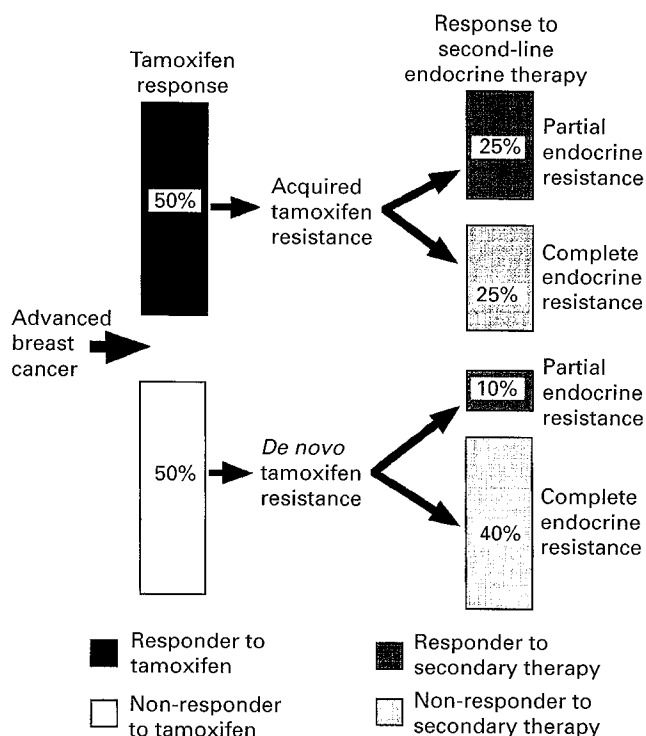 Tamoxifen
response
Response to
second-line
endocrine therapy
50%
Acquired
tamoxifen
resistance
25%
Partial
endocrine
resistance
25%
Complete
endocrine
resistance
Advanced
breast
cancer
50%
De novo
tamoxifen
resistance
10%
Partial
endocrine
resistance
40%
Complete
endocrine
resistance
Responder to
tamoxifen
Non-responder
to tamoxifen
Responder to
secondary therapy
Non-responder to
secondary therapy